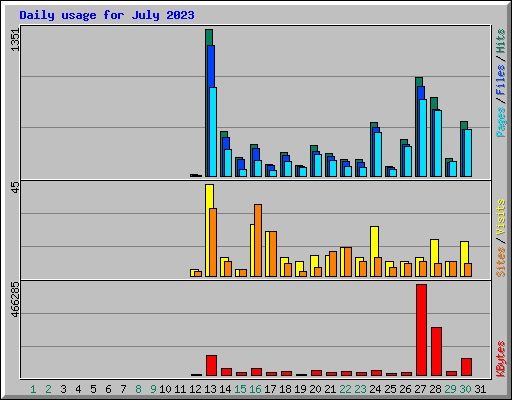 Daily usage for July 2023
1351
Pages / Files / Hits
45
Sites / Visits
466285
KBytes
1 2 3 4 5 6 7 8 9 10 11 12 13 14 15 16 17 18 19 20 21 22 23 24 25 26 27 28 29 30 31